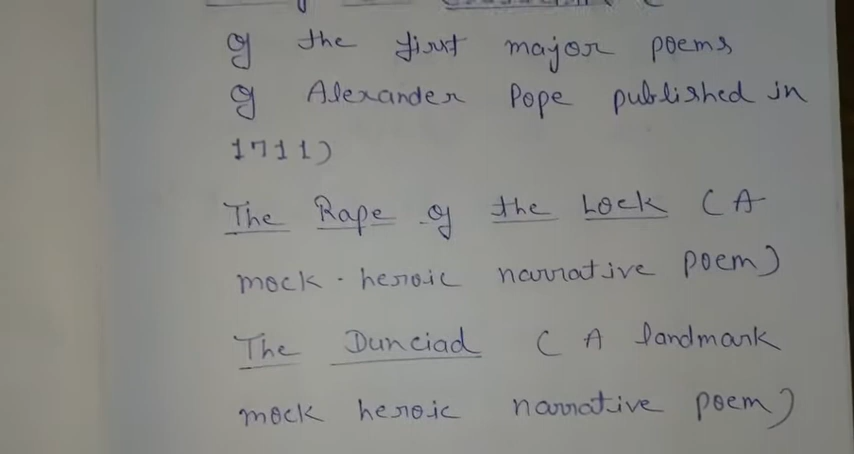 of the first major poems
of Alexander Pope published in
1711)
The Rape of the Lock (A
mock-heroic narrative poem)
The Dunciad (A landmark
mock heroic narrative poem)